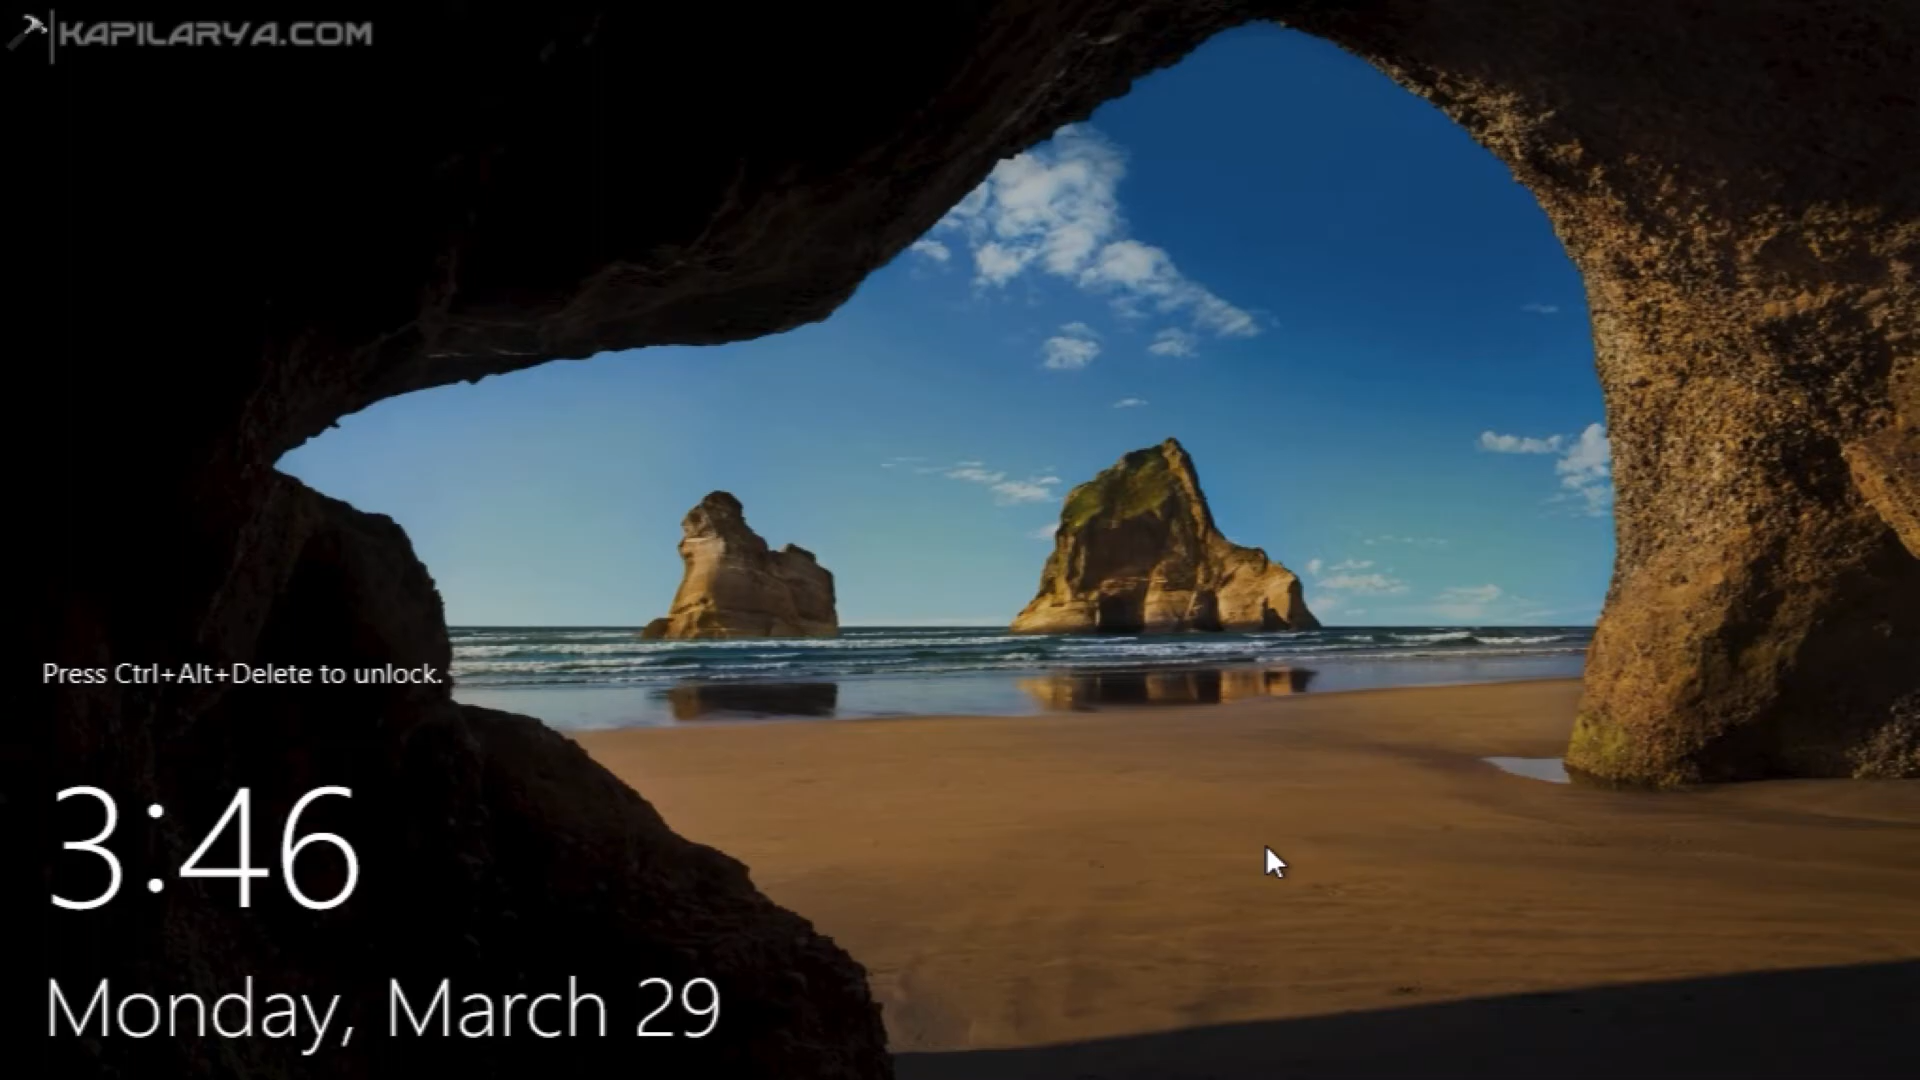 KAPILARYA.COM
Press Ctrl+Alt+Delete to unlock.
3:46
Monday, March 29